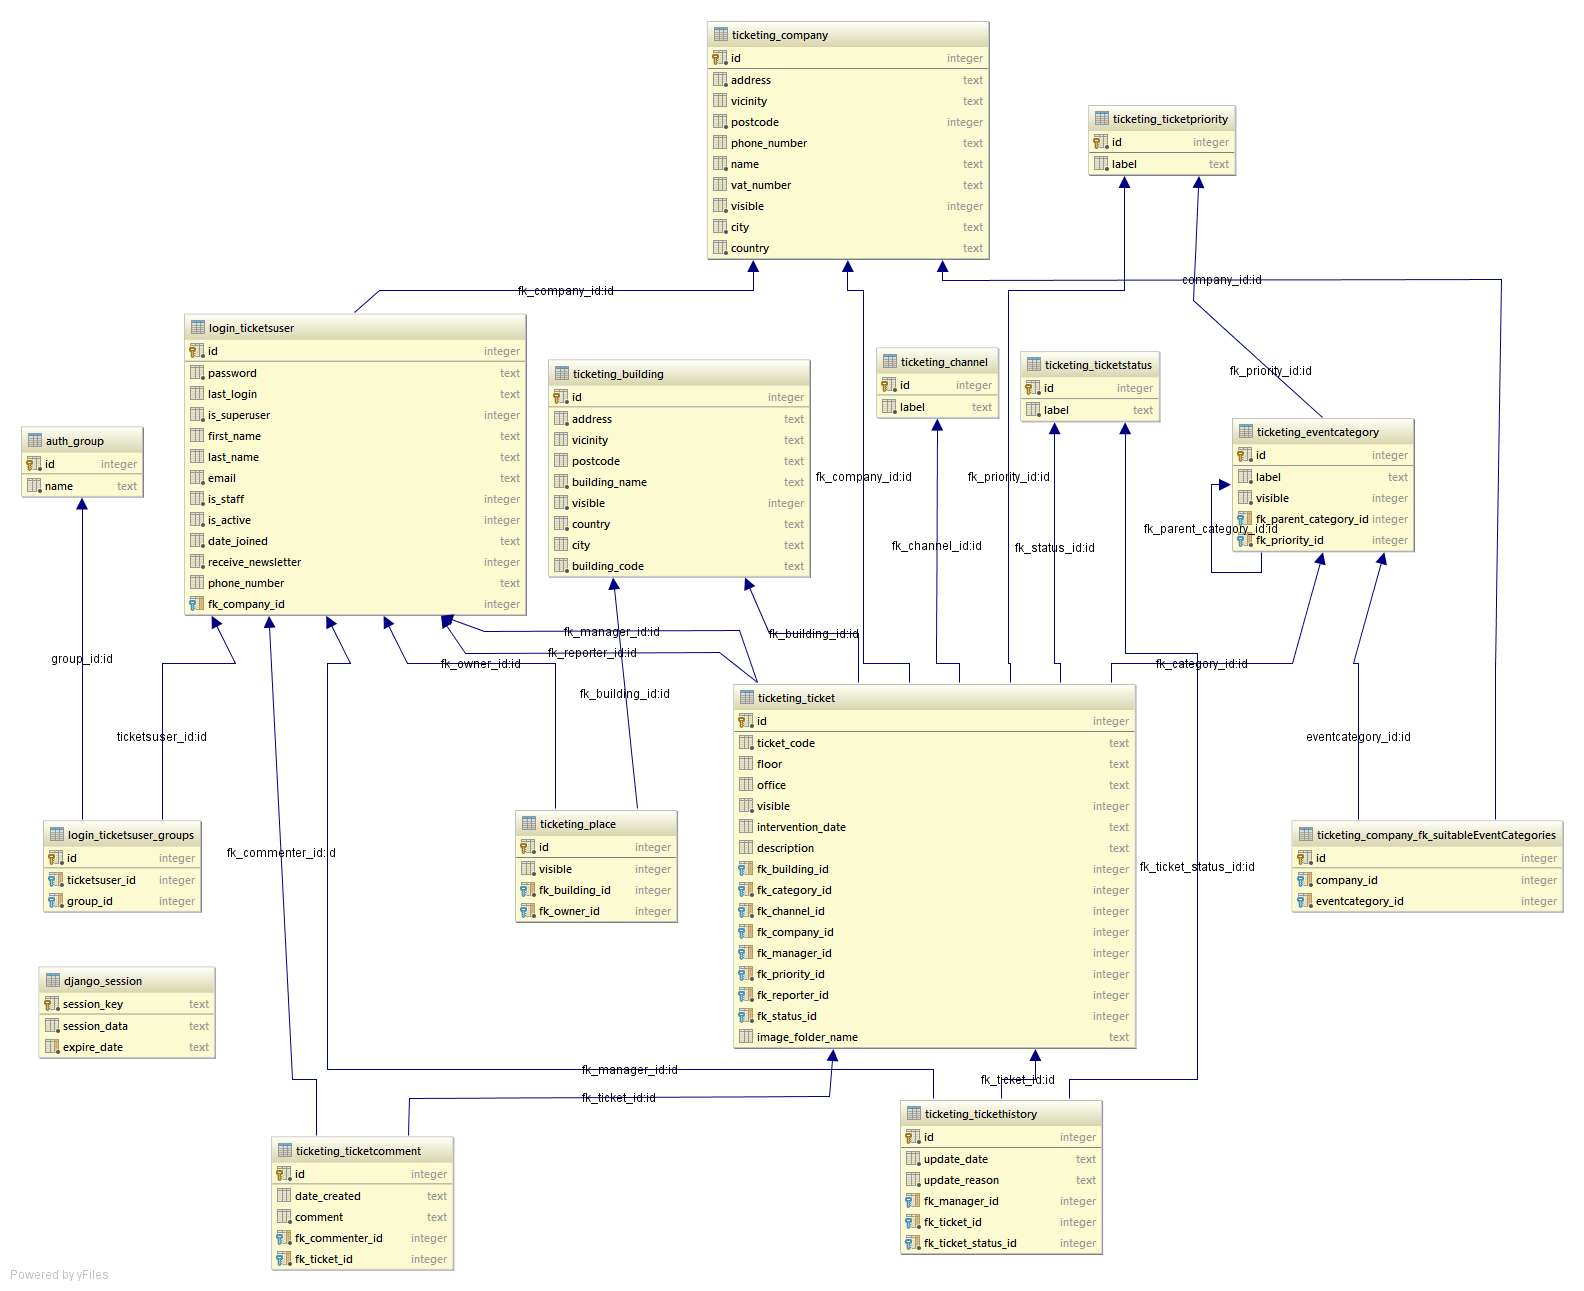 ticketing_company
id integer
address text
vicinity text
postcode integer
phone_number text
name text
vat_number text
visible integer
city text
country text
ticketing_ticketpriority
id integer
label text
company_id:id
fk_company_id:id
login_ticketsuser
id integer
password text
last_login text
is_superuser integer
first_name text
last_name text
email text
is_staff integer
is_active integer
date_joined text
receive_newsletter integer
phone_number text
fk_company_id integer
ticketing_building
id integer
address text
vicinity text
postcode text
building_name text
visible integer
country text
city text
building_code text
ticketing_channel
id integer
label text
ticketing_ticketstatus
id integer
label text
fk_priority_id:id
auth_group
id integer
name text
ticketing_eventcategory
id integer
label text
visible integer
fk_parent_category_id integer
fk_priority_id integer
fk_parent_category_id:id
fk_company_id:id
fk_priority_id:id
fk_channel_id:id
fk_status_id:id
fk_manager_id:id
fk_building_id:id
fk_reporter_id:id
group_id:id
fk_owner_id:id
fk_category_id:id
fk_building_id:id
ticketsuser_id:id
eventcategory_id:id
ticketing_ticket
id integer
ticket_code text
floor text
office text
visible integer
intervention_date text
description text
fk_building_id integer
fk_category_id integer
fk_channel_id integer
fk_company_id integer
fk_manager_id integer
fk_priority_id integer
fk_reporter_id integer
fk_status_id integer
image_folder_name text
login_ticketsuser_groups
id integer
ticketsuser_id integer
group_id integer
fk_commenter_id:id
ticketing_place
id integer
visible integer
fk_building_id integer
fk_owner_id integer
fk_ticket_status_id:id
ticketing_company_fk_suitableEventCategories
id integer
company_id integer
eventcategory_id integer
django_session
session_key text
session_data text
expire_date text
fk_manager_id:id
fk_ticket_id:id
fk_ticket_id:id
ticketing_ticketcomment
id integer
date_created text
comment text
fk_commenter_id integer
fk_ticket_id integer
ticketing_tickethistory
id integer
update_date text
update_reason text
fk_manager_id integer
fk_ticket_id integer
fk_ticket_status_id integer
Powered by yFiles